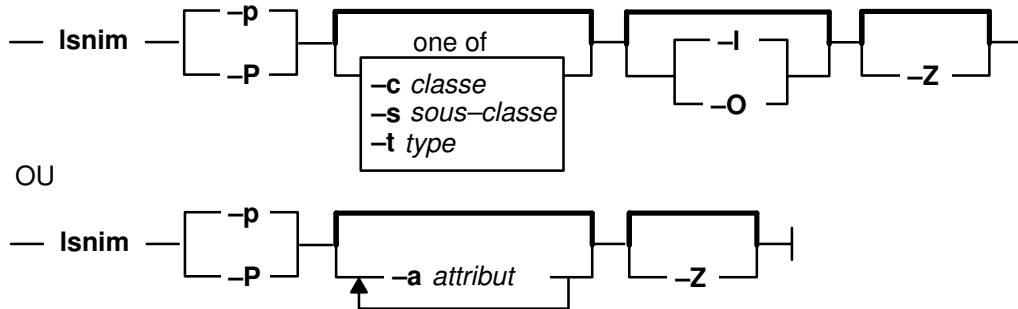 –p
lsnim
–P
one of
–c classe
–s sous–classe
–t type
–l
–O
–Z
OU
–p
lsnim
–P
–a attribut
–Z